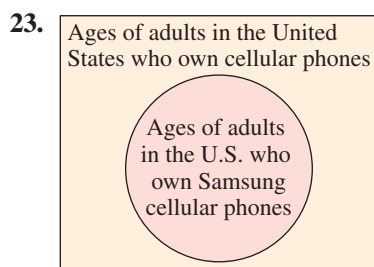 23.
Ages of adults in the United
States who own cellular phones
Ages of adults
in the U.S. who
own Samsung
cellular phones